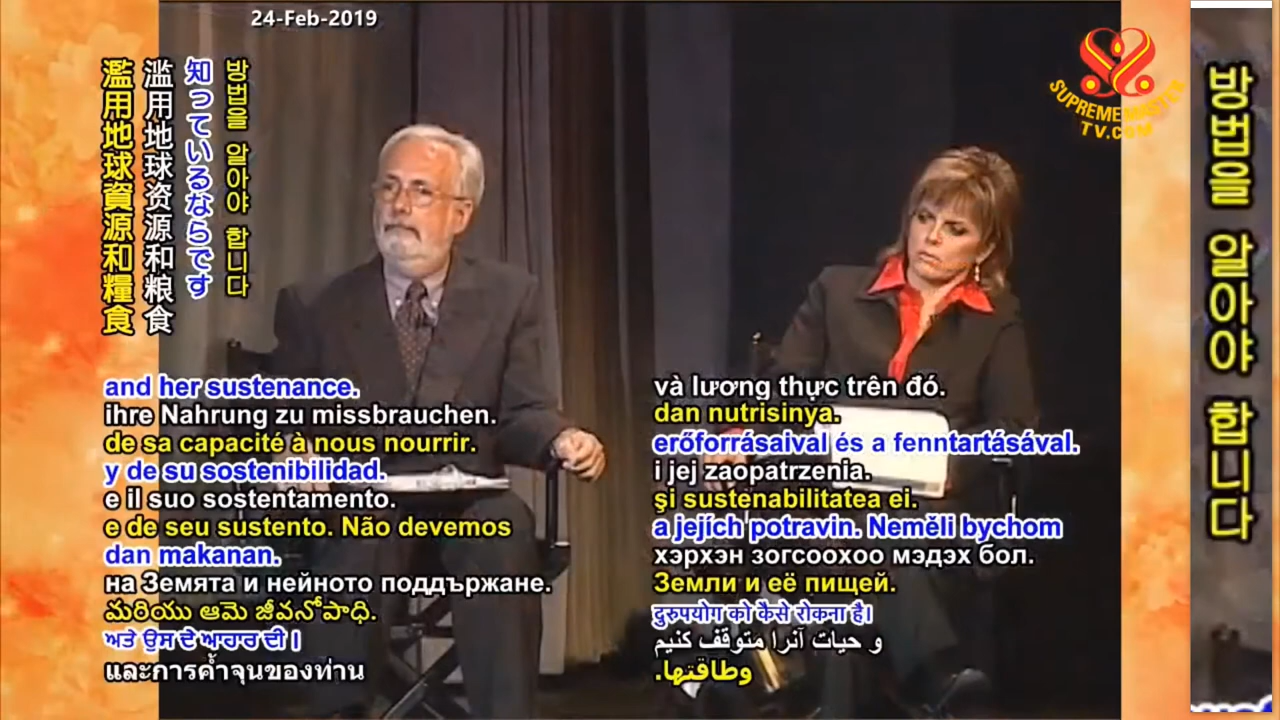 24-Feb-2019
SUPREME MASTER
TV.COM
방법을 알아야 합니다
知っているならです
滥用地球资源和粮食
濫用地球資源和糧食
and her sustenance.
ihre Nahrung zu missbrauchen.
de sa capacité à nous nourrir.
y de su sostenibilidad.
e il suo sostentamento.
e de seu sustento. Não devemos
dan makanan.
на Земята и нейното поддържане.
మరియు ఆమె జీవనోపాధి.
ਅਤੇ ਉਸਦੇ ਆਹਾਰ ਦੀ।
และการค้ำจุนของท่าน
và lương thực trên đó.
dan nutrisinya.
erőforrásaival és a fenntartásával.
i jej zaopatrzenia.
şi sustenabilitatea ei.
a jejích potravin. Neměli bychom
хэрхэн зогсоохоо мэдэх бол.
Земли и её пищей.
दुरुपयोग को कैसे रोकना है।
و حیات آنرا متوقف کنیم
وطاقتها.
방법을 알아야 합니다